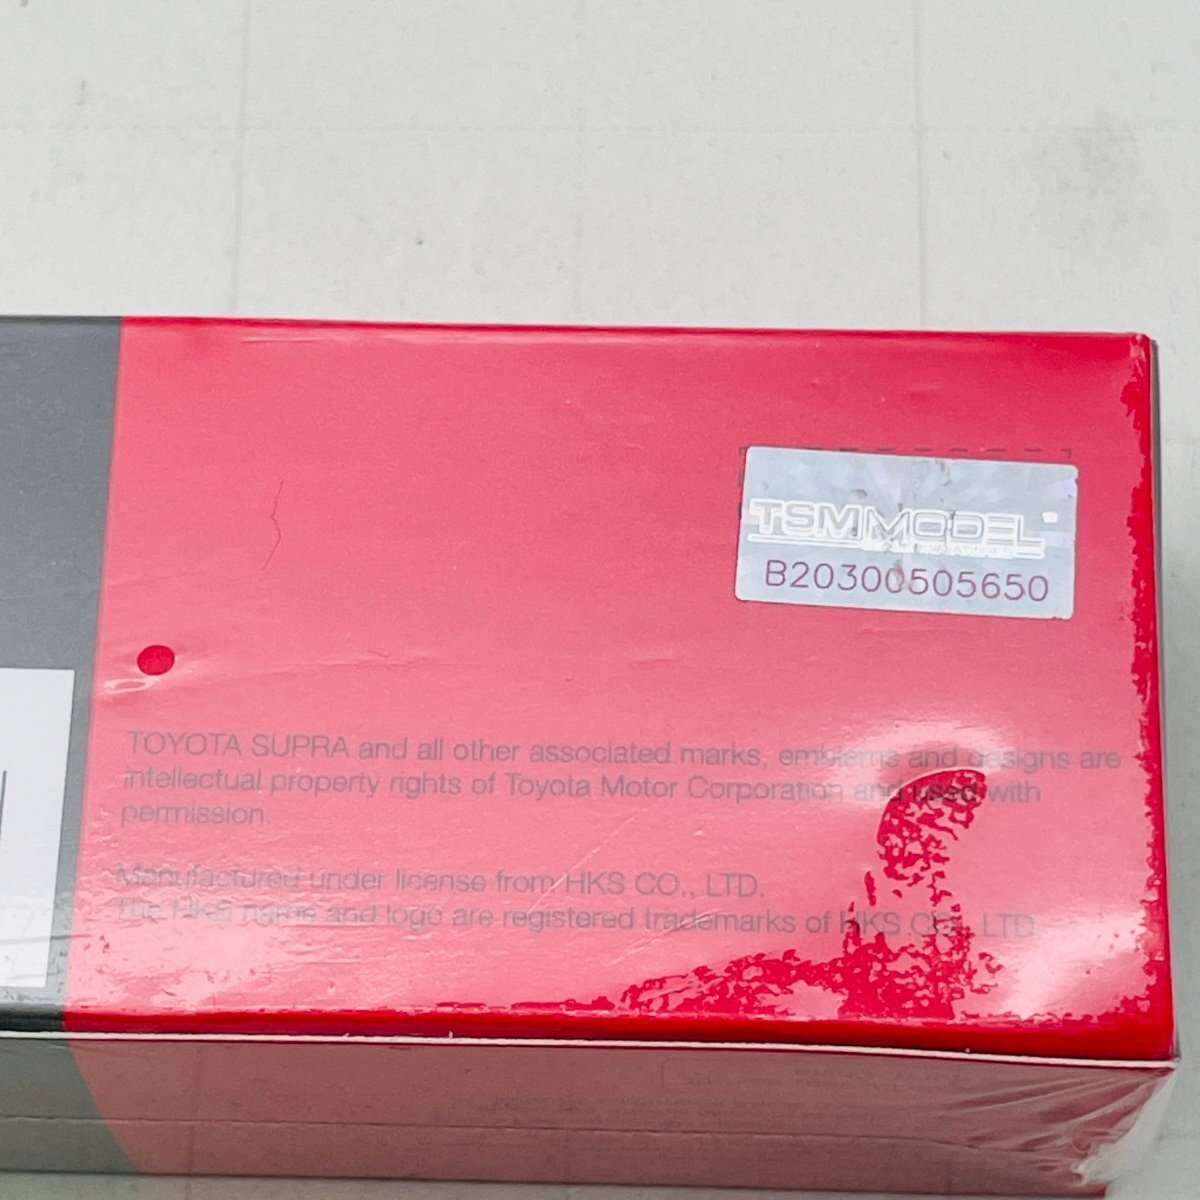 TSM MODEL
B20300505650
TOYOTA SUPRA and all other associated marks, emblems and designs are
intellectual property rights of Toyota Motor Corporation and used with
permission.
Manufactured under license from HKS CO., LTD.
The HKS name and logo are registered trademarks of HKS CO., LTD